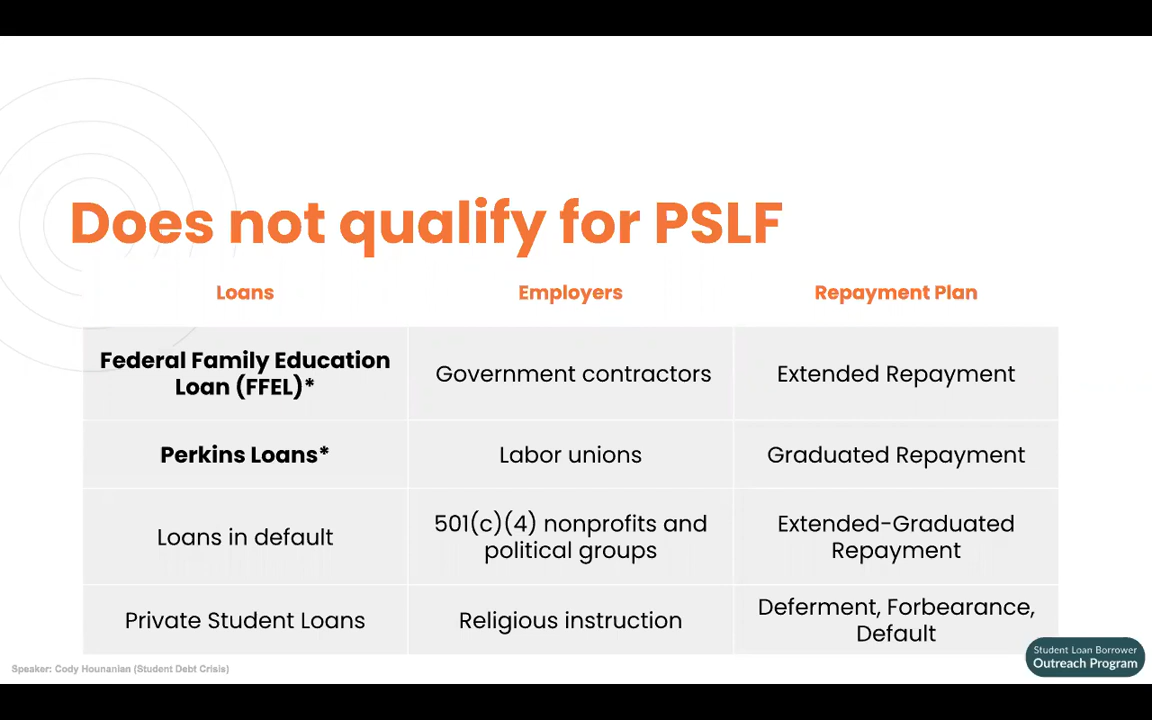 Does not qualify for PSLF
Loans
Employers
Repayment Plan
Federal Family Education
Loan (FFEL)*
Government contractors
Extended Repayment
Perkins Loans*
Labor unions
Graduated Repayment
Loans in default
501(c)(4) nonprofits and
political groups
Extended-Graduated
Repayment
Private Student Loans
Religious instruction
Deferment, Forbearance,
Default
Speaker: Cody Hounanian (Student Debt Crisis)
Student Loan Borrower
Outreach Program